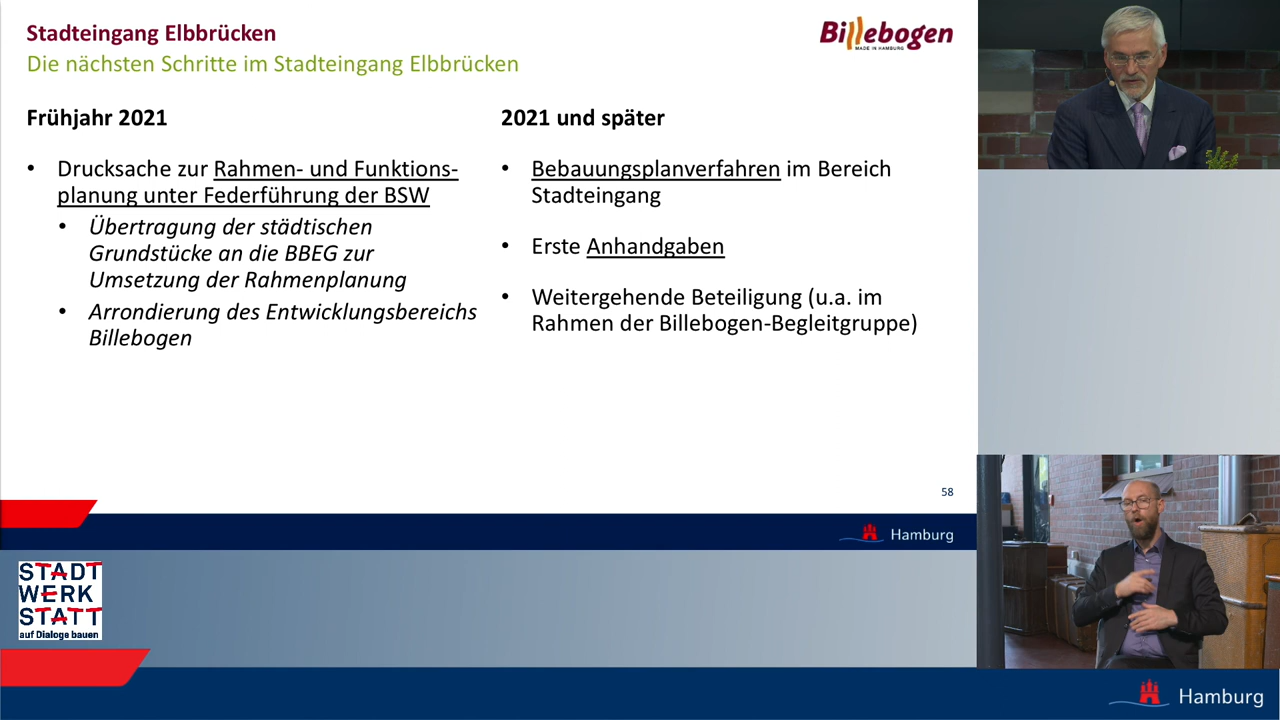 Stadteingang Elbbrücken
Die nächsten Schritte im Stadteingang Elbbrücken
Billebogen
MADE IN HAMBURG
Frühjahr 2021
• Drucksache zur Rahmen- und Funktions-
planung unter Federführung der BSW
• Übertragung der städtischen
Grundstücke an die BBEG zur
Umsetzung der Rahmenplanung
• Arrondierung des Entwicklungsbereichs
Billebogen
2021 und später
• Bebauungsplanverfahren im Bereich
Stadteingang
• Erste Anhandgaben
• Weitergehende Beteiligung (u.a. im
Rahmen der Billebogen-Begleitgruppe)
58
Hamburg
STADT
WERK
STATT
auf Dialoge bauen
Hamburg